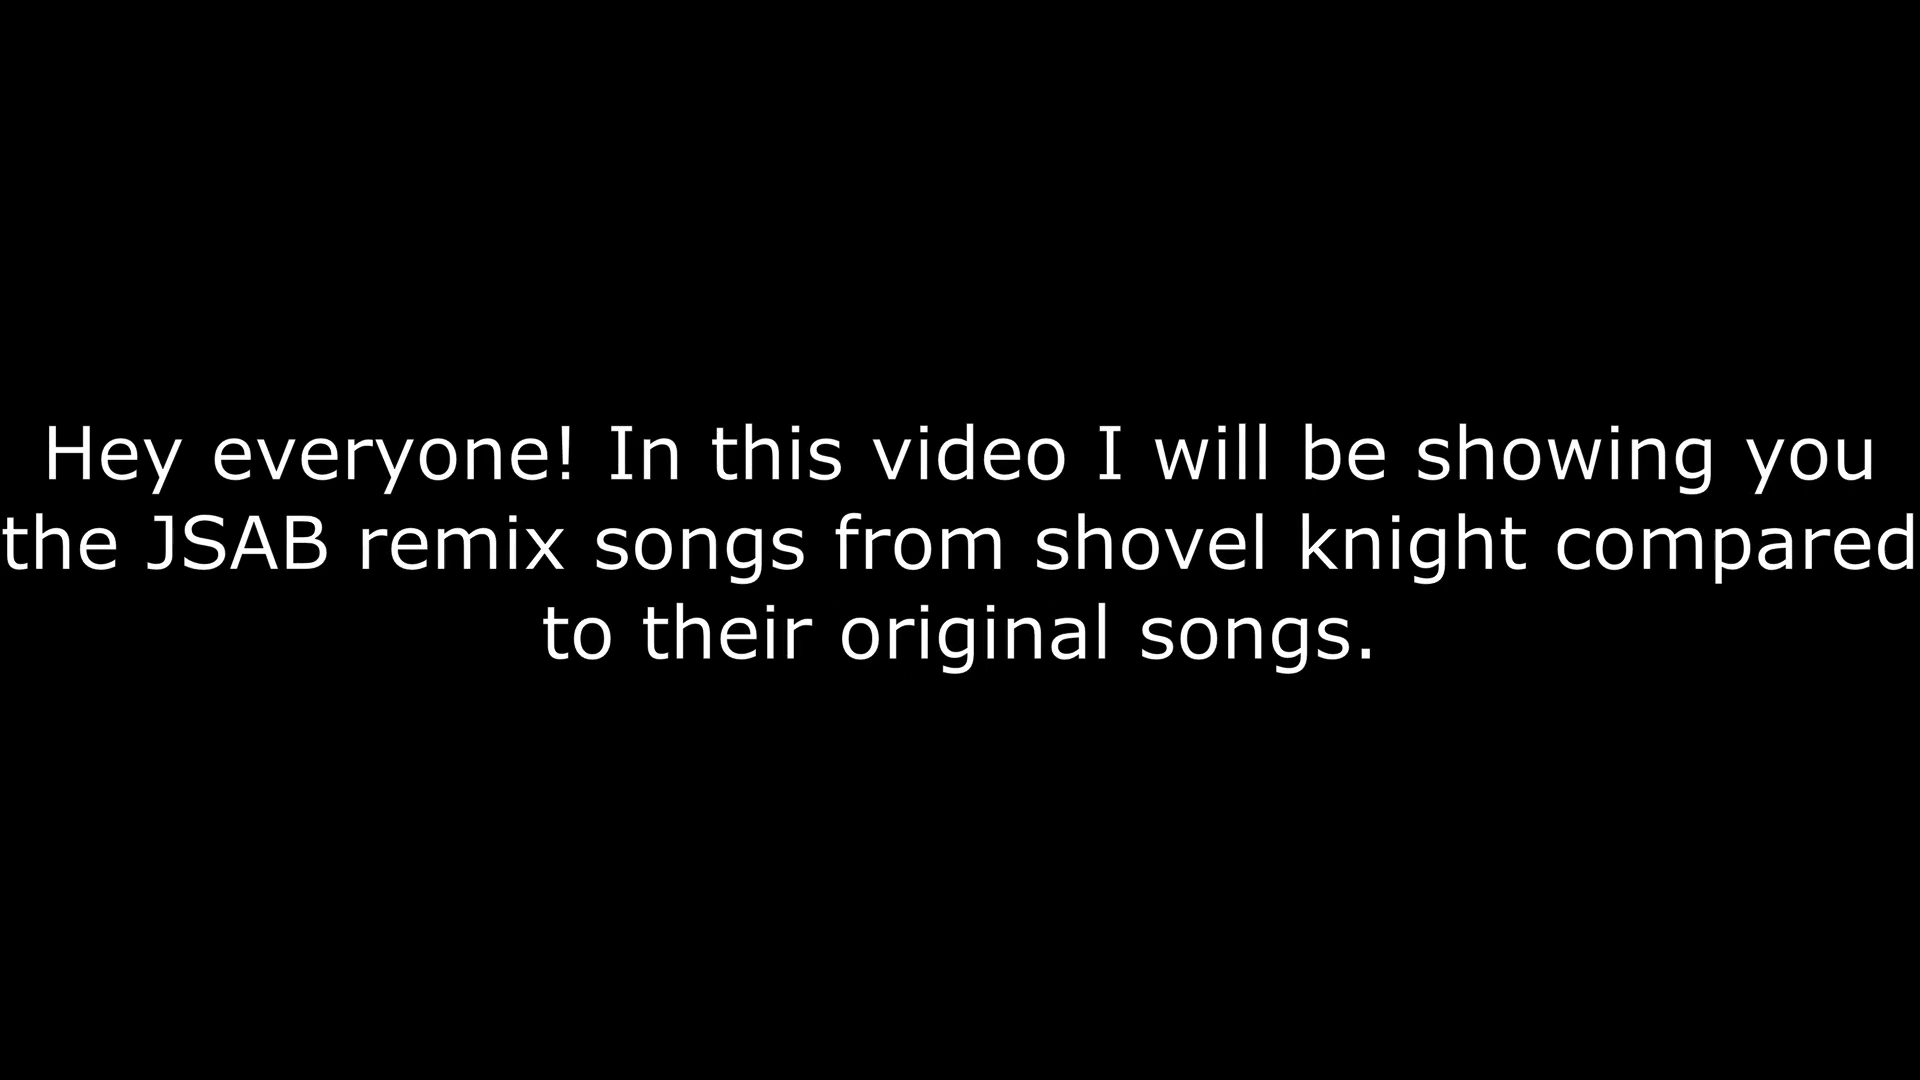 Hey everyone! In this video I will be showing you
the JSAB remix songs from shovel knight compared
to their original songs.